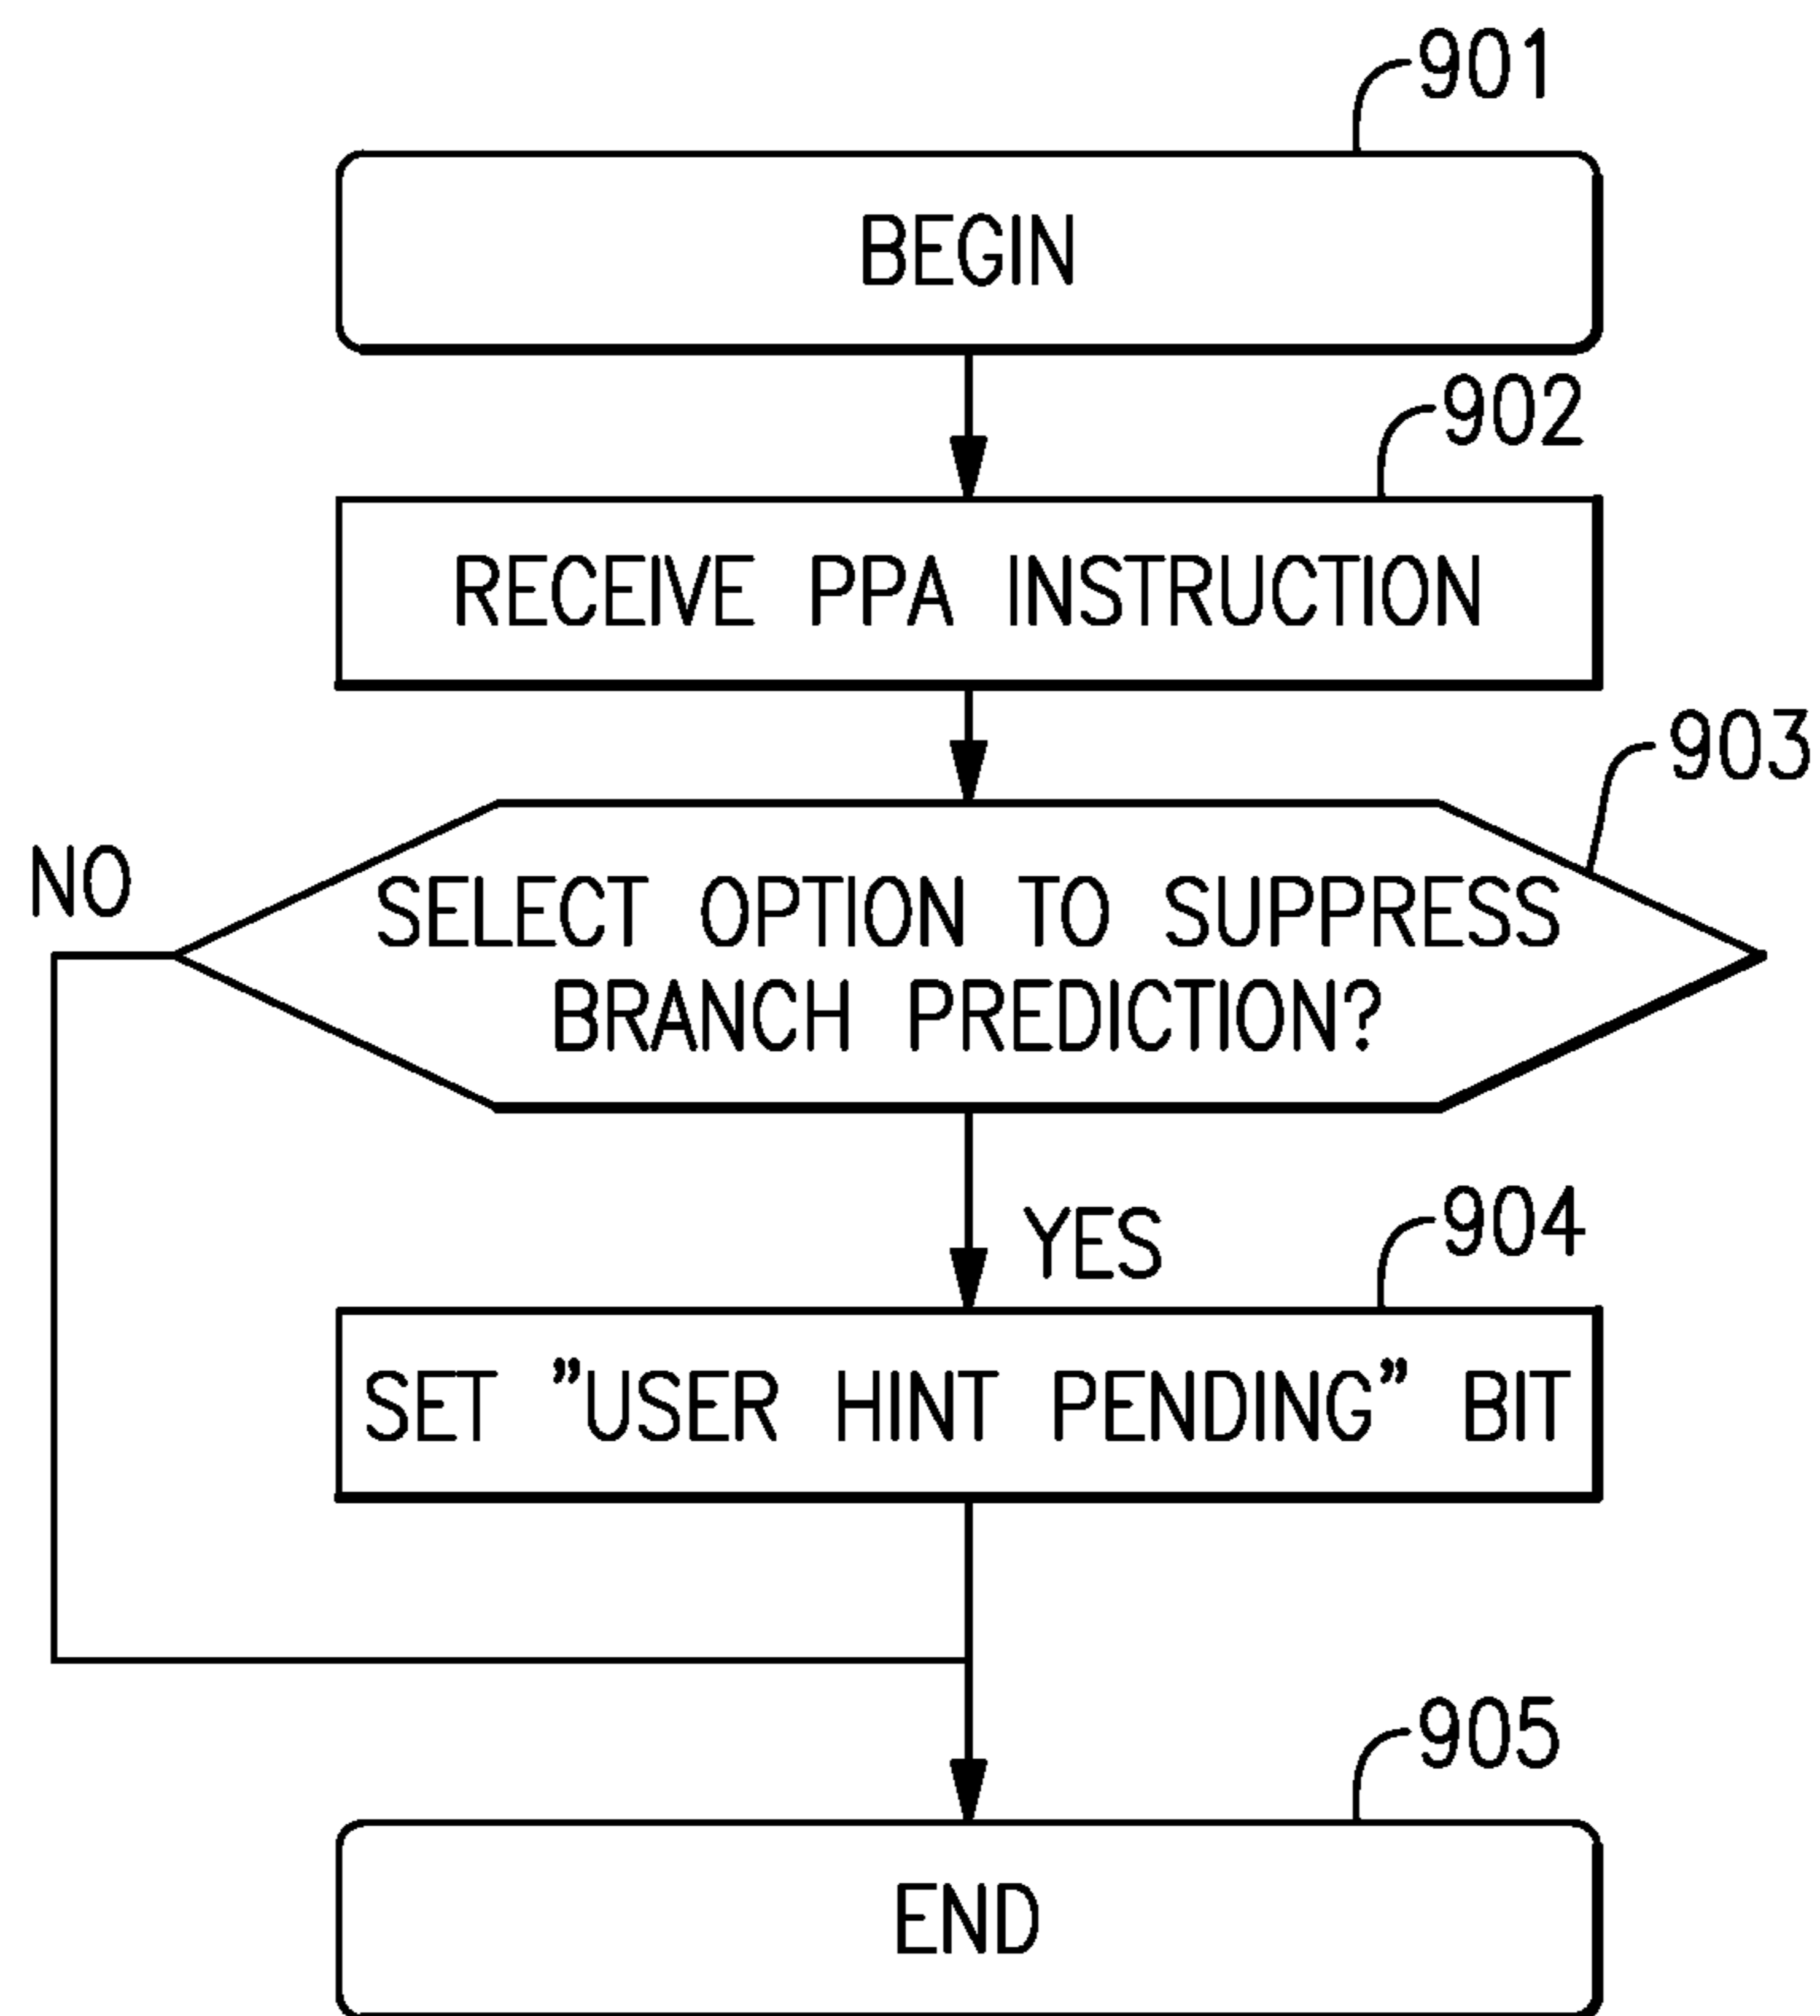 901
BEGIN
902
RECEIVE PPA INSTRUCTION
903
NO
SELECT OPTION TO SUPPRESS
BRANCH PREDICTION?
YES
904
SET "USER HINT PENDING" BIT
905
END